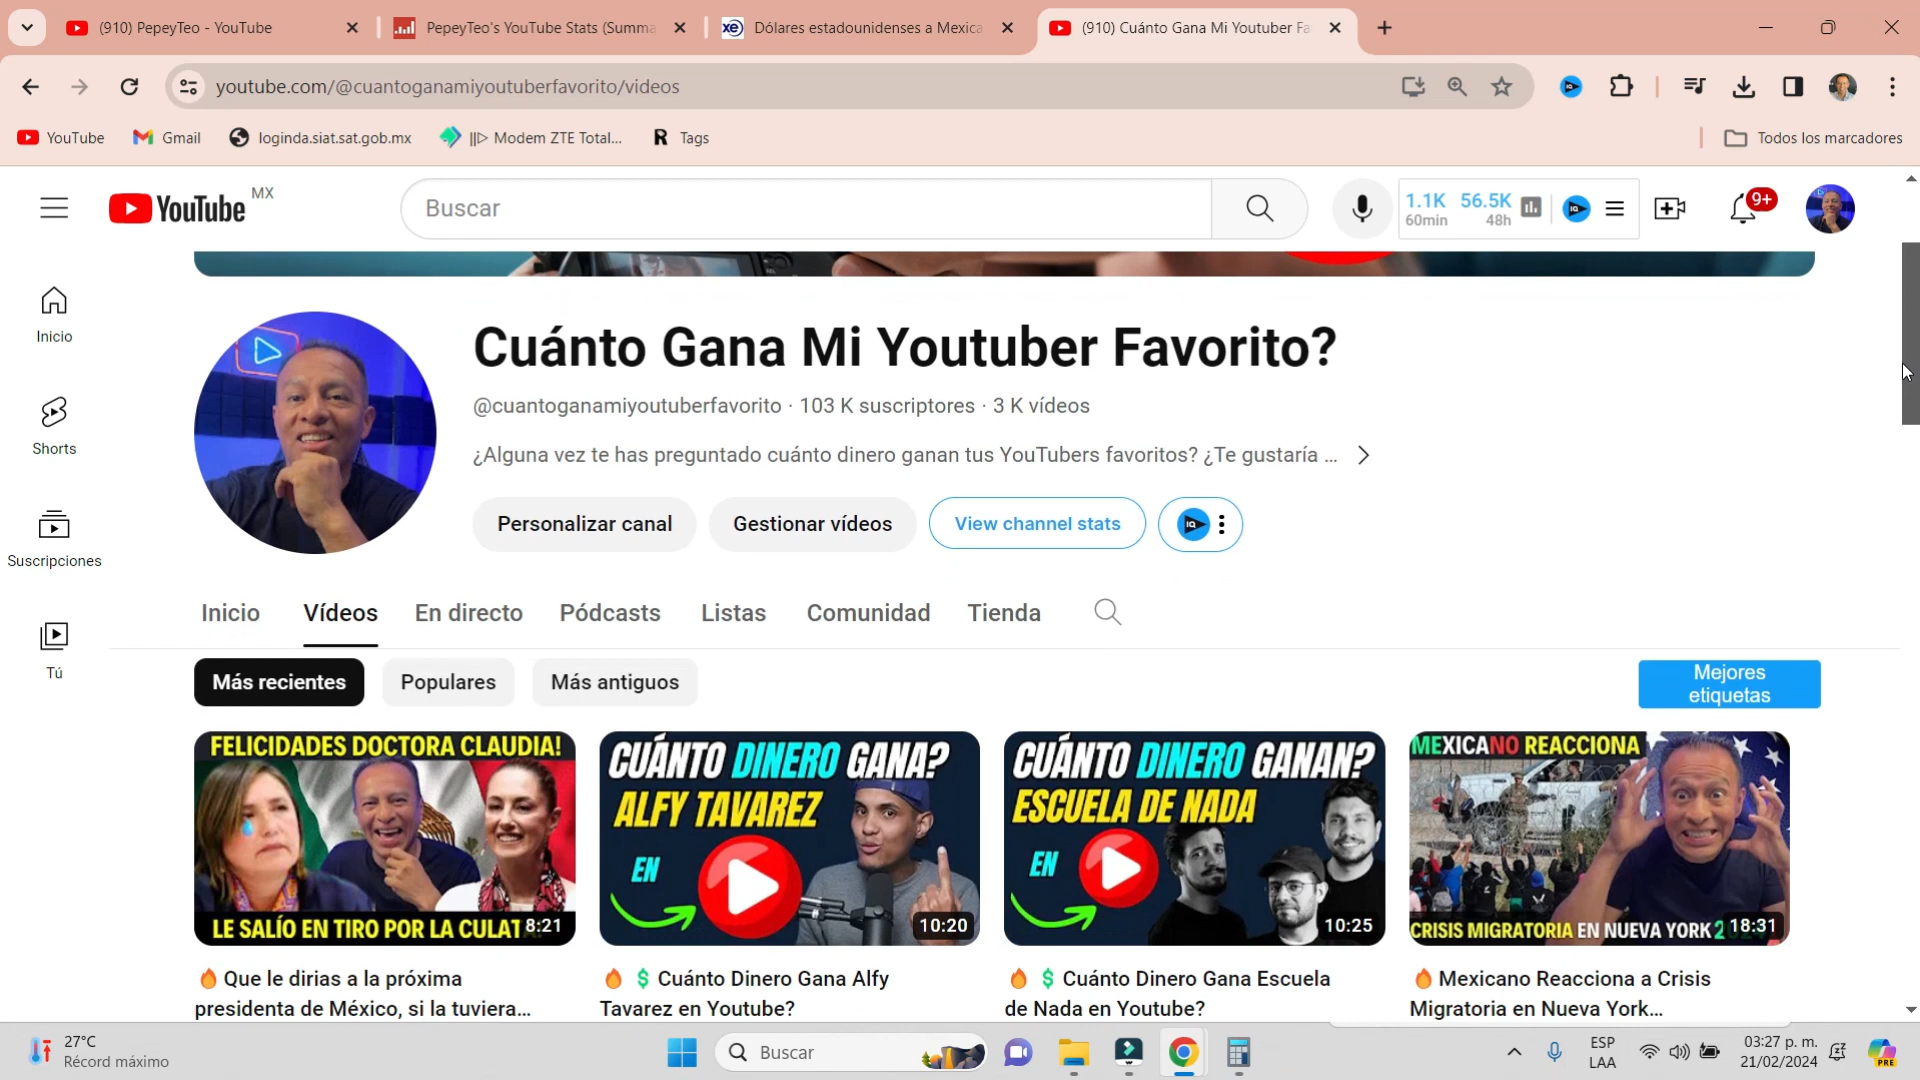 (910) PepeyTeo - YouTube
PepeyTeo's YouTube Stats (Summa
xe Dólares estadounidenses a Mexica
(910) Cuánto Gana Mi Youtuber Fa
youtube.com/@cuantoganamiyoutuberfavorito/videos
YouTube
Gmail
loginda.siat.sat.gob.mx
||▷ Modem ZTE Total...
R Tags
Todos los marcadores
YouTube MX
Buscar
1.1K 56.5K
60min 48h
IQ
9+
Inicio
Shorts
Suscripciones
Tú
Cuánto Gana Mi Youtuber Favorito?
@cuantoganamiyoutuberfavorito · 103 K suscriptores · 3 K vídeos
¿Alguna vez te has preguntado cuánto dinero ganan tus YouTubers favoritos? ¿Te gustaría ...
Personalizar canal
Gestionar vídeos
View channel stats
IQ
Inicio
Vídeos
En directo
Pódcasts
Listas
Comunidad
Tienda
Más recientes
Populares
Más antiguos
Mejores
etiquetas
FELICIDADES DOCTORA CLAUDIA!
LE SALÍO EN TIRO POR LA CULAT
8:21
CUÁNTO DINERO GANA?
ALFY TAVAREZ
EN
10:20
CUÁNTO DINERO GANAN?
ESCUELA DE NADA
EN
10:25
MEXICANO REACCIONA
CRISIS MIGRATORIA EN NUEVA YORK 2
18:31
🔥Que le dirias a la próxima
presidenta de México, si la tuviera...
🔥 💲 Cuánto Dinero Gana Alfy
Tavarez en Youtube?
🔥 💲 Cuánto Dinero Gana Escuela
de Nada en Youtube?
🔥Mexicano Reacciona a Crisis
Migratoria en Nueva York...
27°C
Récord máximo
Buscar
ESP
LAA
03:27 p. m.
21/02/2024
PRE